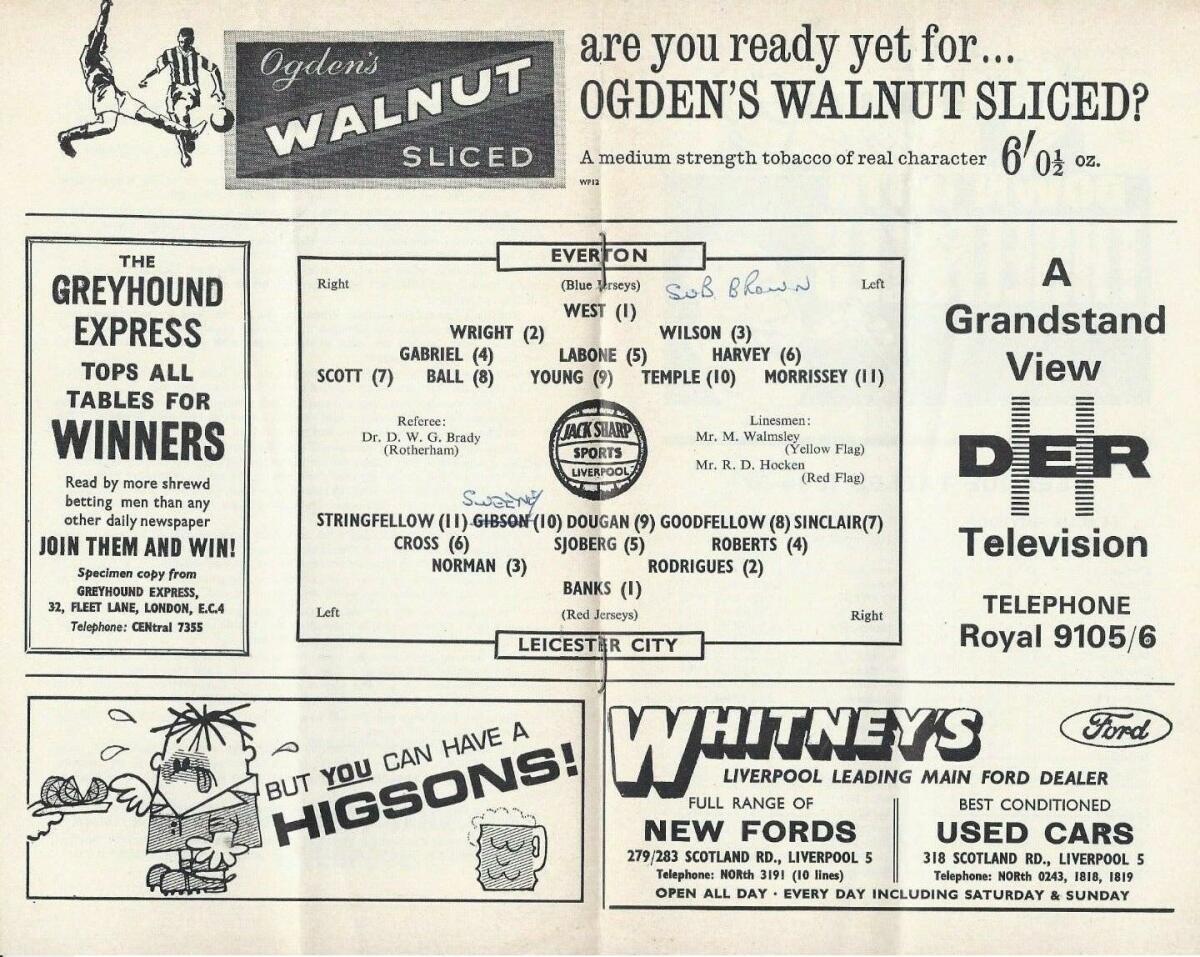 Ogden's
WALNUT
SLICED
are you ready yet for...
OGDEN'S WALNUT SLICED?
A medium strength tobacco of real character 6/0½ oz.
WP12
THE
GREYHOUND
EXPRESS
TOPS ALL
TABLES FOR
WINNERS
Read by more shrewd
betting men than any
other daily newspaper
JOIN THEM AND WIN!
Specimen copy from
GREYHOUND EXPRESS,
32, FLEET LANE, LONDON, E.C.4
Telephone: CENtral 7355
EVERTON
Right (Blue Jerseys) SUB BROWN Left
WEST (1)
WRIGHT (2) WILSON (3)
GABRIEL (4) LABONE (5) HARVEY (6)
SCOTT (7) BALL (8) YOUNG (9) TEMPLE (10) MORRISSEY (11)
Referee:
Dr. D. W. G. Brady
(Rotherham)
JACK SHARP
SPORTS
LIVERPOOL
Linesmen:
Mr. M. Walmsley
(Yellow Flag)
Mr. R. D. Hocken
(Red Flag)
SWEENEY
STRINGFELLOW (11) GIBSON (10) DOUGAN (9) GOODFELLOW (8) SINCLAIR (7)
CROSS (6) SJOBERG (5) ROBERTS (4)
NORMAN (3) RODRIGUES (2)
BANKS (1)
Left (Red Jerseys) Right
LEICESTER CITY
A
Grandstand
View
DER
Television
TELEPHONE
Royal 9105/6
BUT YOU CAN HAVE A
HIGSONS!
WHITNEY'S
Ford
LIVERPOOL LEADING MAIN FORD DEALER
FULL RANGE OF
NEW FORDS
279/283 SCOTLAND RD., LIVERPOOL 5
Telephone: NORth 3191 (10 lines)
BEST CONDITIONED
USED CARS
318 SCOTLAND RD., LIVERPOOL 5
Telephone: NORth 0243, 1818, 1819
OPEN ALL DAY · EVERY DAY INCLUDING SATURDAY & SUNDAY